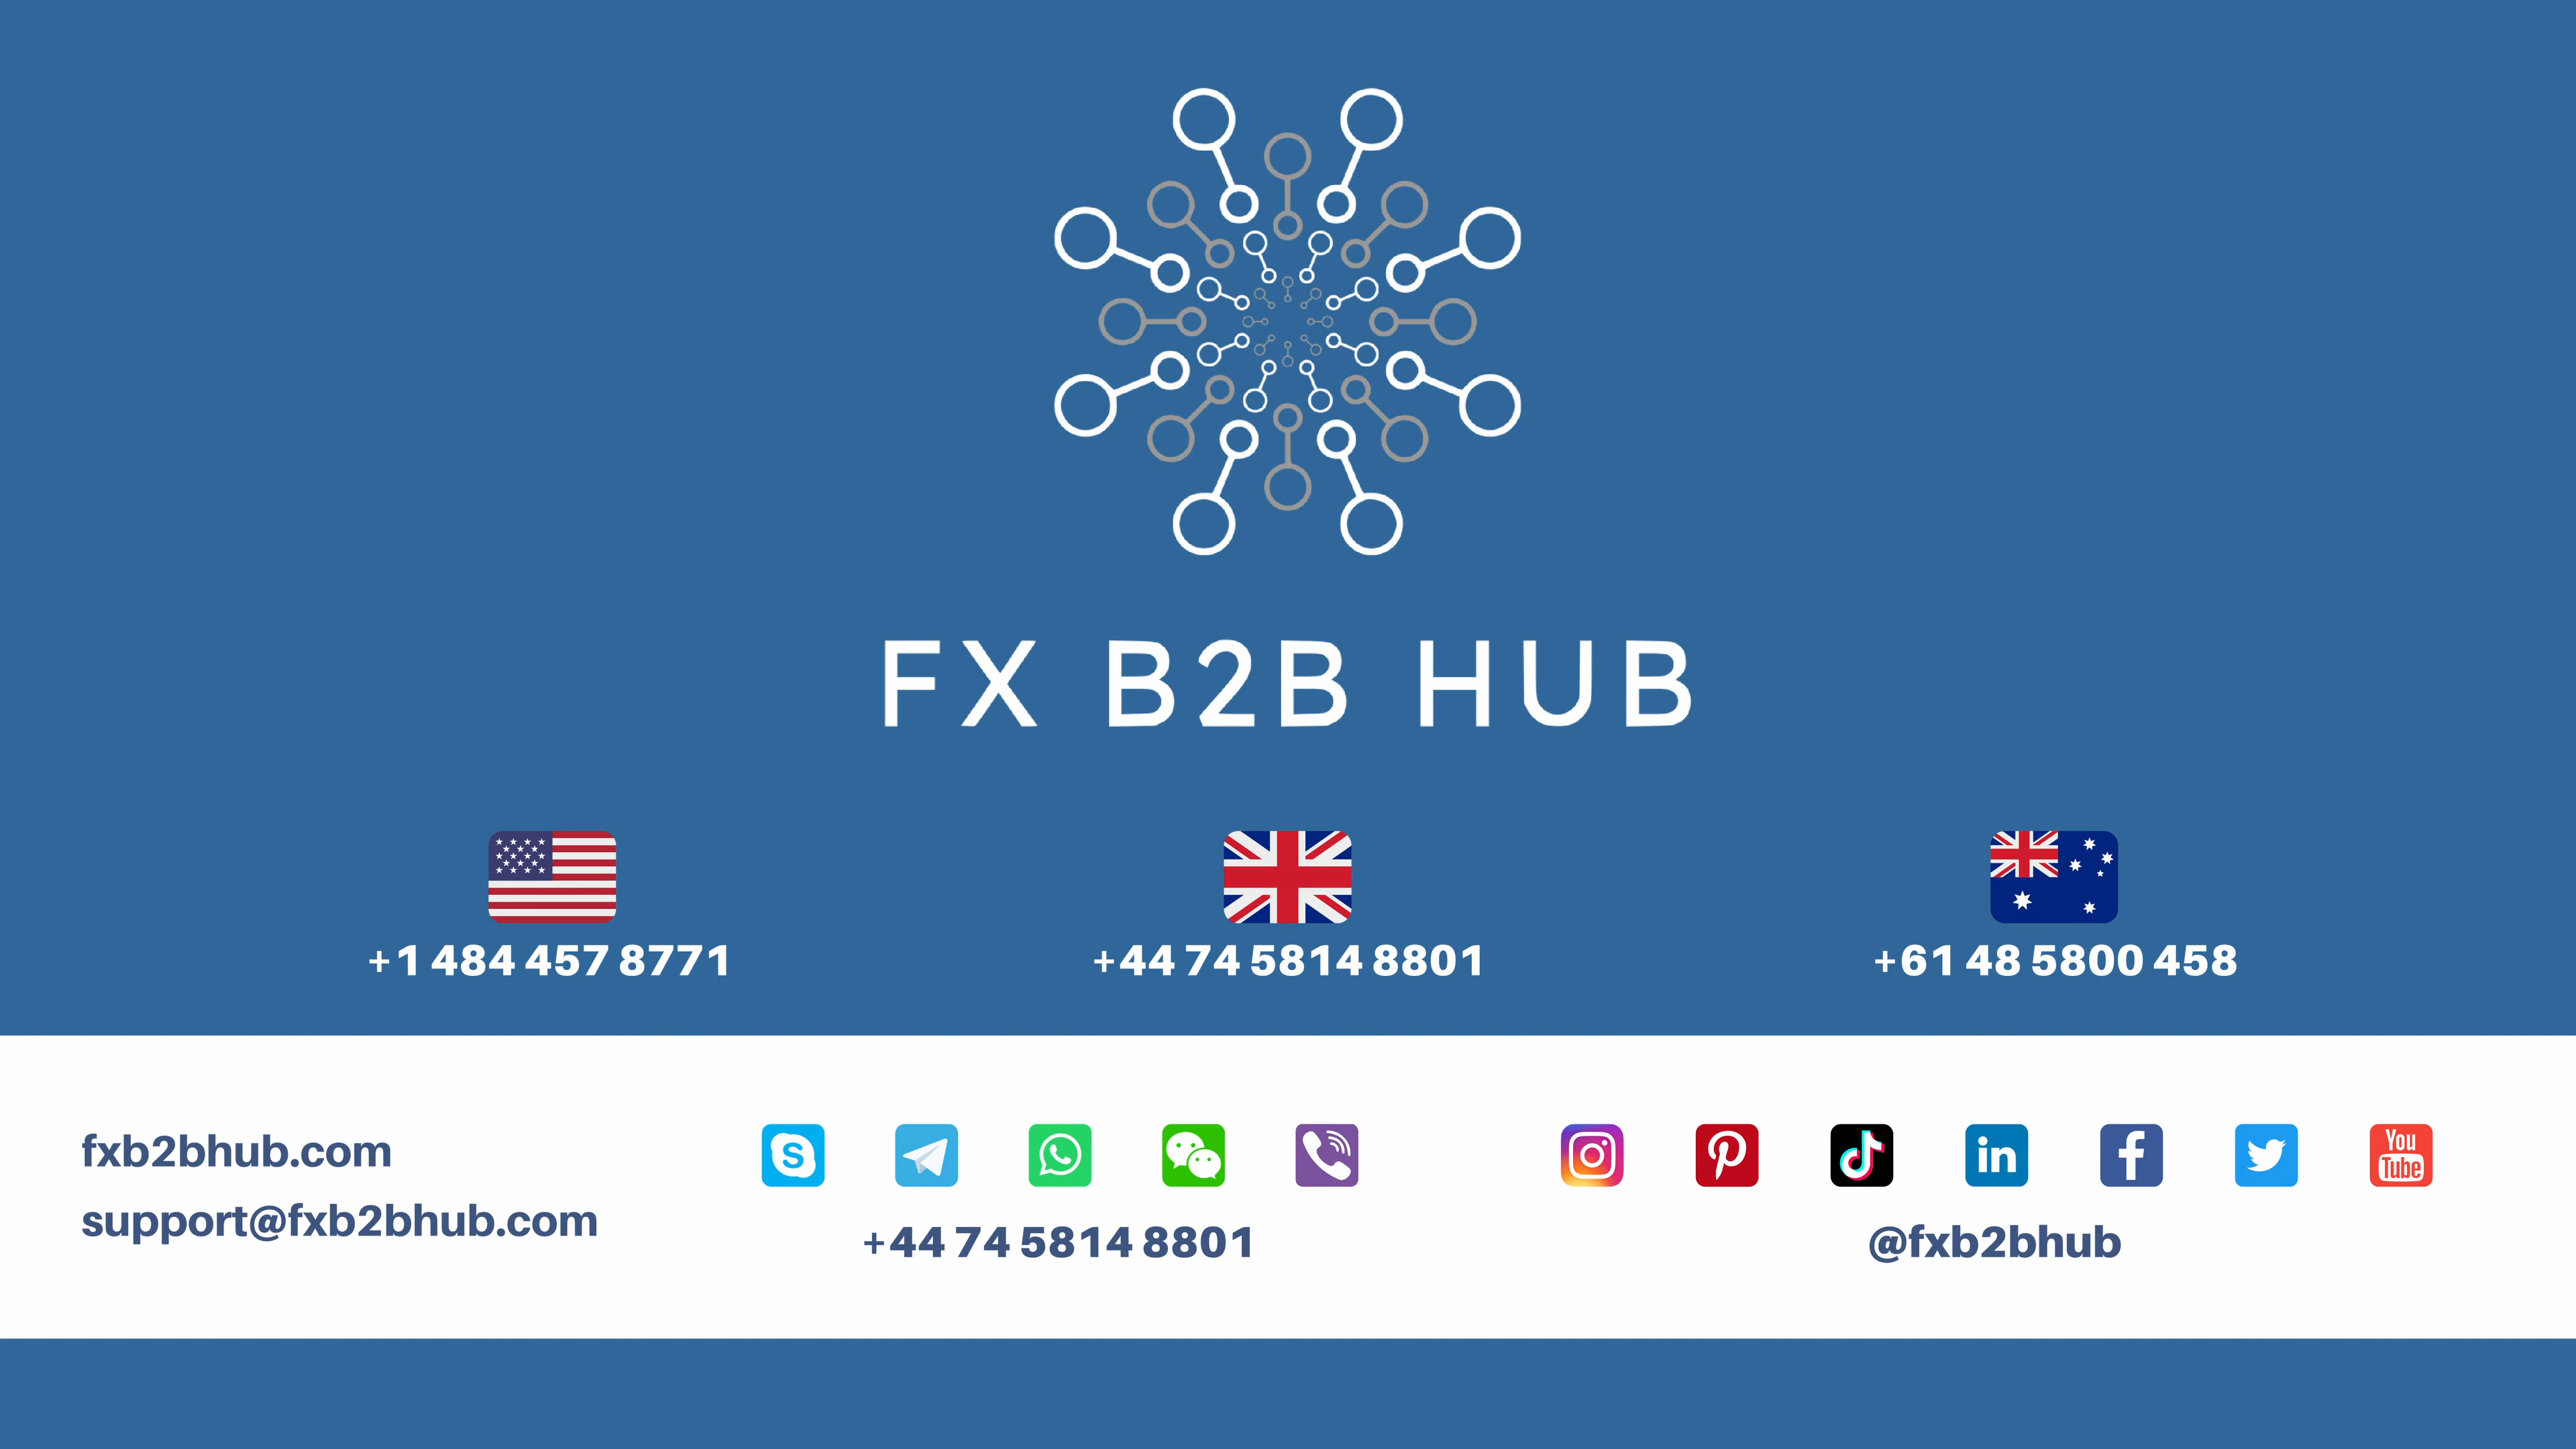 FX B2B HUB
+1 484 457 8771
+44 74 5814 8801
+61 48 5800 458
fxb2bhub.com
support@fxb2bhub.com
S
in
f
You
Tube
+44 74 5814 8801
@fxb2bhub